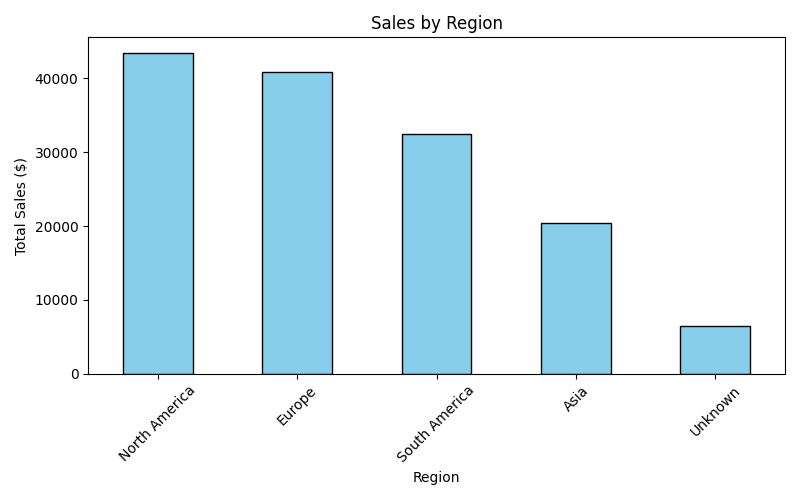 Sales by Region
Total Sales ($)
40000
30000
20000
10000
0
North America
Europe
South America
Asia
Unknown
Region